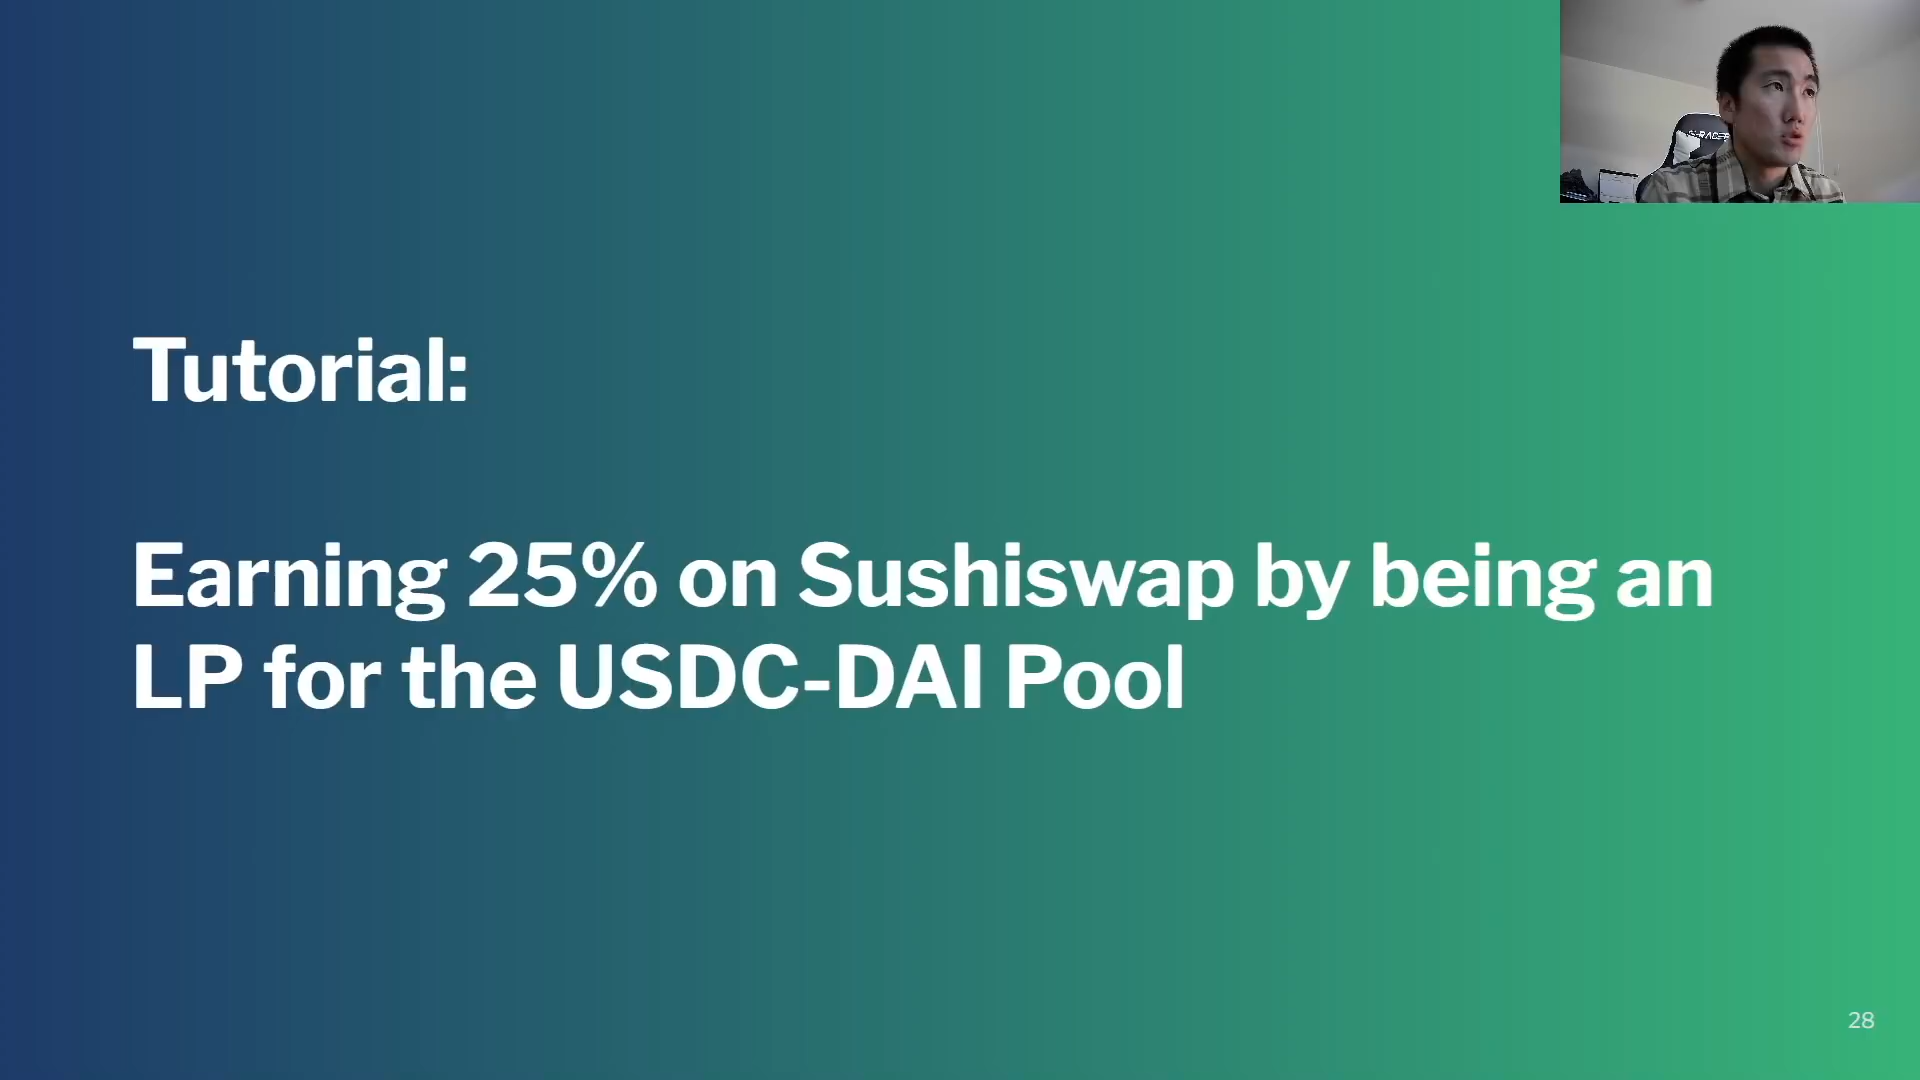 Tutorial:
Earning 25% on Sushiswap by being an
LP for the USDC-DAI Pool
28